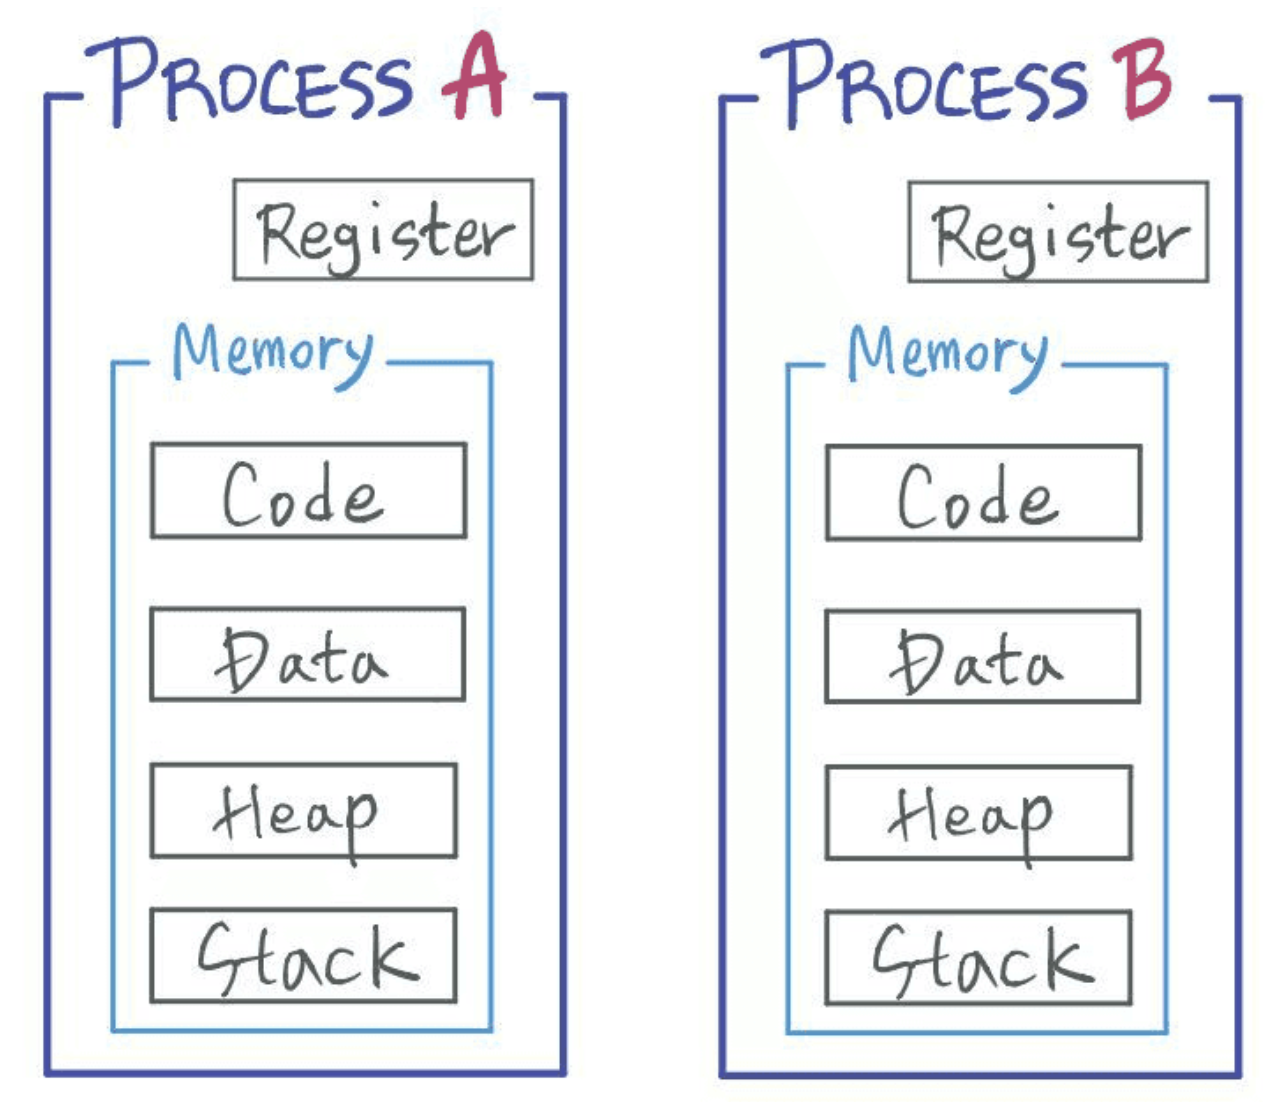 PROCESS A
Register
Memory
Code
Data
Heap
Stack
PROCESS B
Register
Memory
Code
Data
Heap
Stack